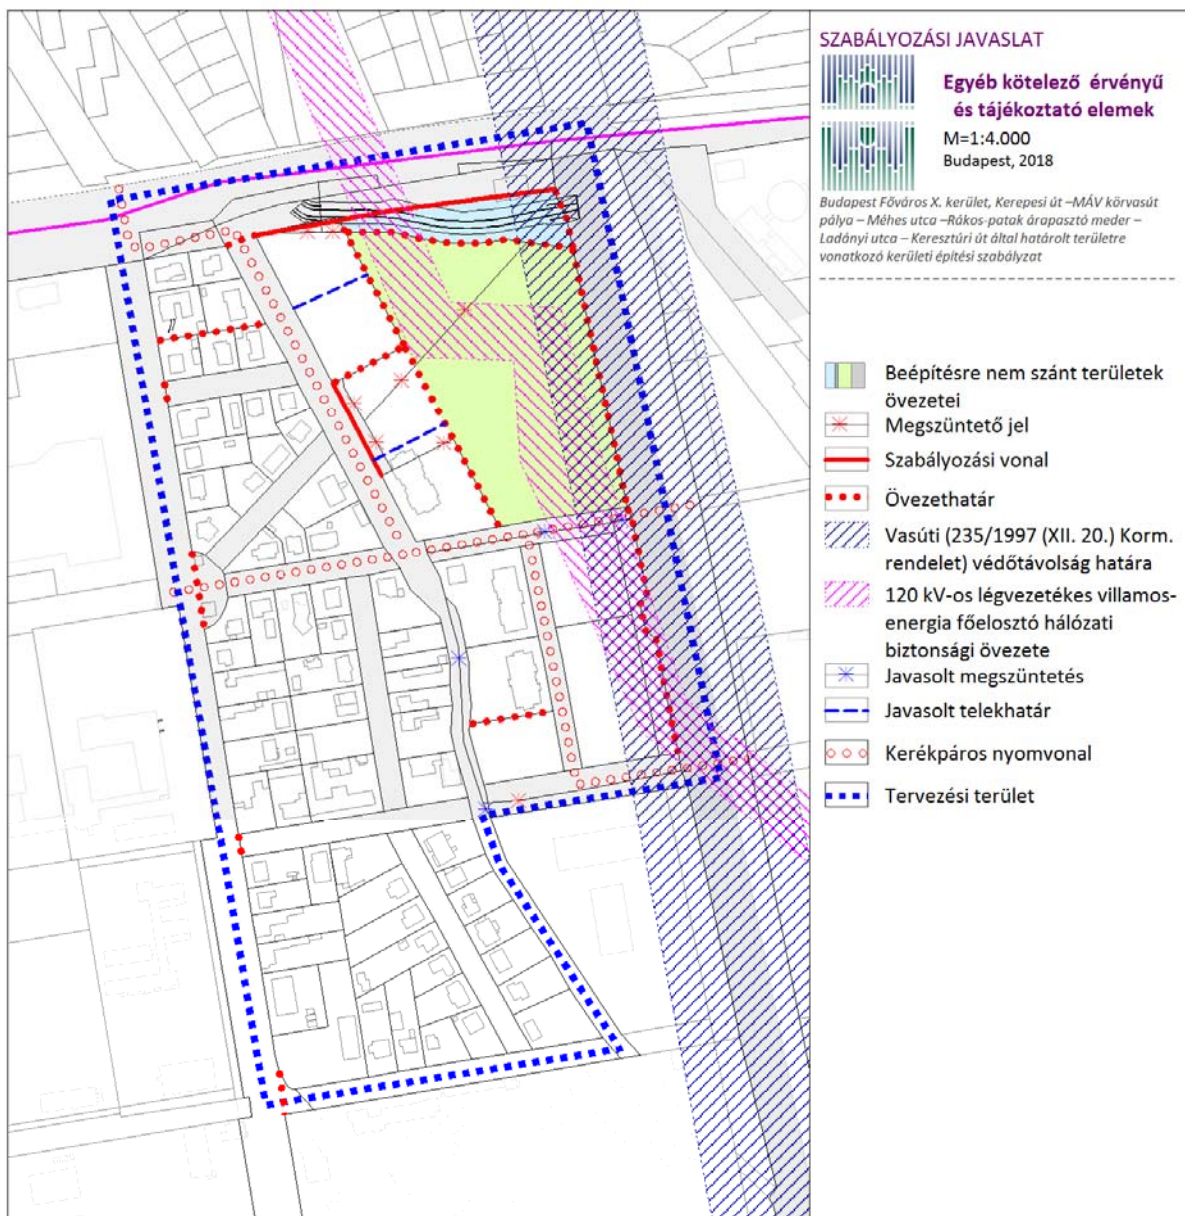 SZABÁLYOZÁSI JAVASLAT
Egyéb kötelező érvényű
és tájékoztató elemek
M=1:4.000
Budapest, 2018
Budapest Főváros X. kerület, Kerepesi út –MÁV körvasút
pálya – Méhes utca –Rákos-patak árapasztó meder –
Ladányi utca – Keresztúri út által határolt területre
vonatkozó kerületi építési szabályzat
Beépítésre nem szánt területek
övezetei
Megszüntető jel
Szabályozási vonal
Övezethatár
Vasúti (235/1997 (XII. 20.) Korm.
rendelet) védőtávolság határa
120 kV-os légvezetékes villamos-
energia főelosztó hálózati
biztonsági övezete
Javasolt megszüntetés
Javasolt telekhatár
Kerékpáros nyomvonal
Tervezési terület